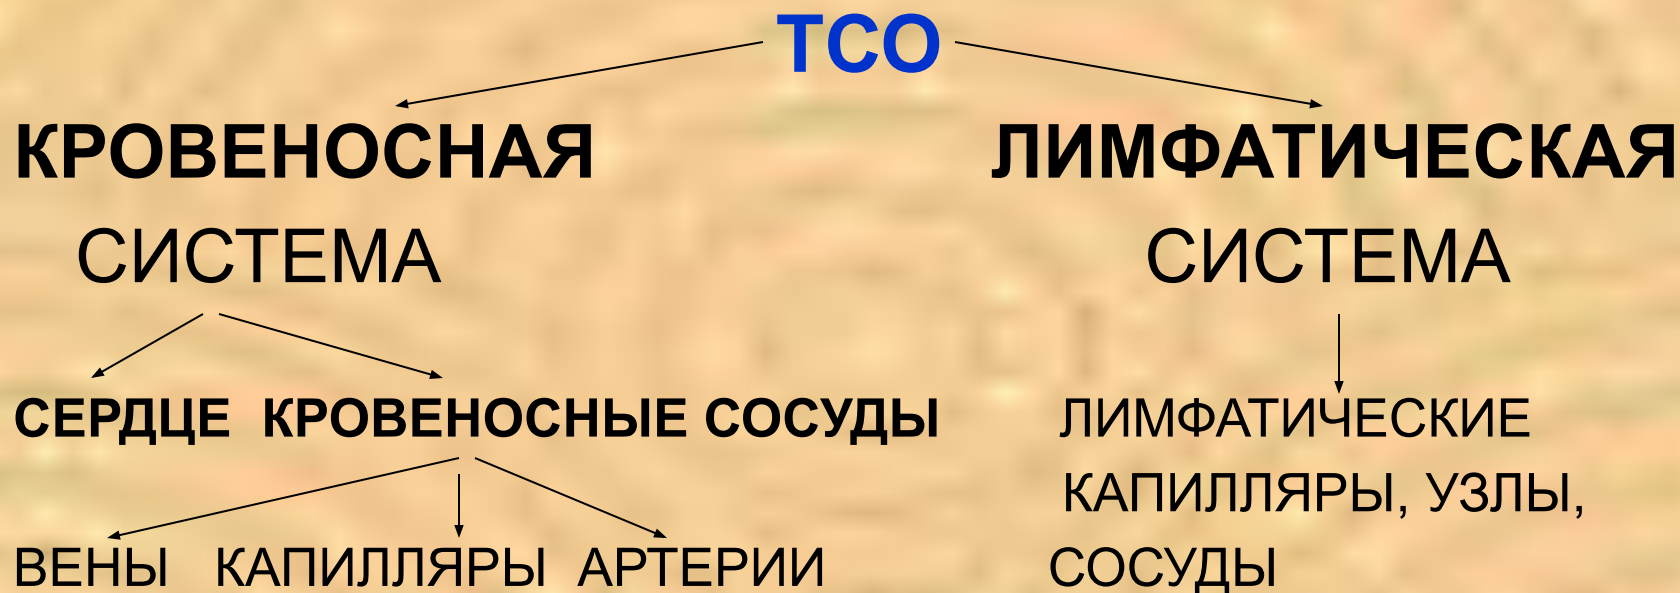 ТСО
КРОВЕНОСНАЯ ЛИМФАТИЧЕСКАЯ
СИСТЕМА СИСТЕМА
СЕРДЦЕ КРОВЕНОСНЫЕ СОСУДЫ ЛИМФАТИЧЕСКИЕ
КАПИЛЛЯРЫ, УЗЛЫ,
ВЕНЫ КАПИЛЛЯРЫ АРТЕРИИ СОСУДЫ